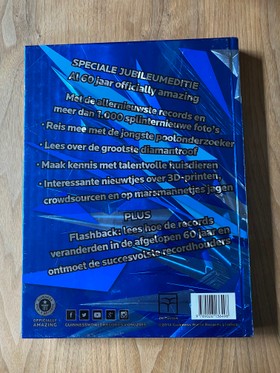 SPECIALE JUBILEUMEDITIE
Al 60 jaar officially amazing
Met de allernieuwste records en
meer dan 1.000 splinternieuwe foto's
• Reis mee met de jongste poolonderzoeker
• Lees over de grootste diamantroof
• Maak kennis met talentvolle huisdieren
• Interessante nieuwtjes over 3D-printen,
crowdsourcen en op marsmannetjes jagen
PLUS
Flashback: lees hoe de records
veranderden in de afgelopen 60 jaar en
ontmoet de succesvolste recordhouders
OFFICIALLY
AMAZING